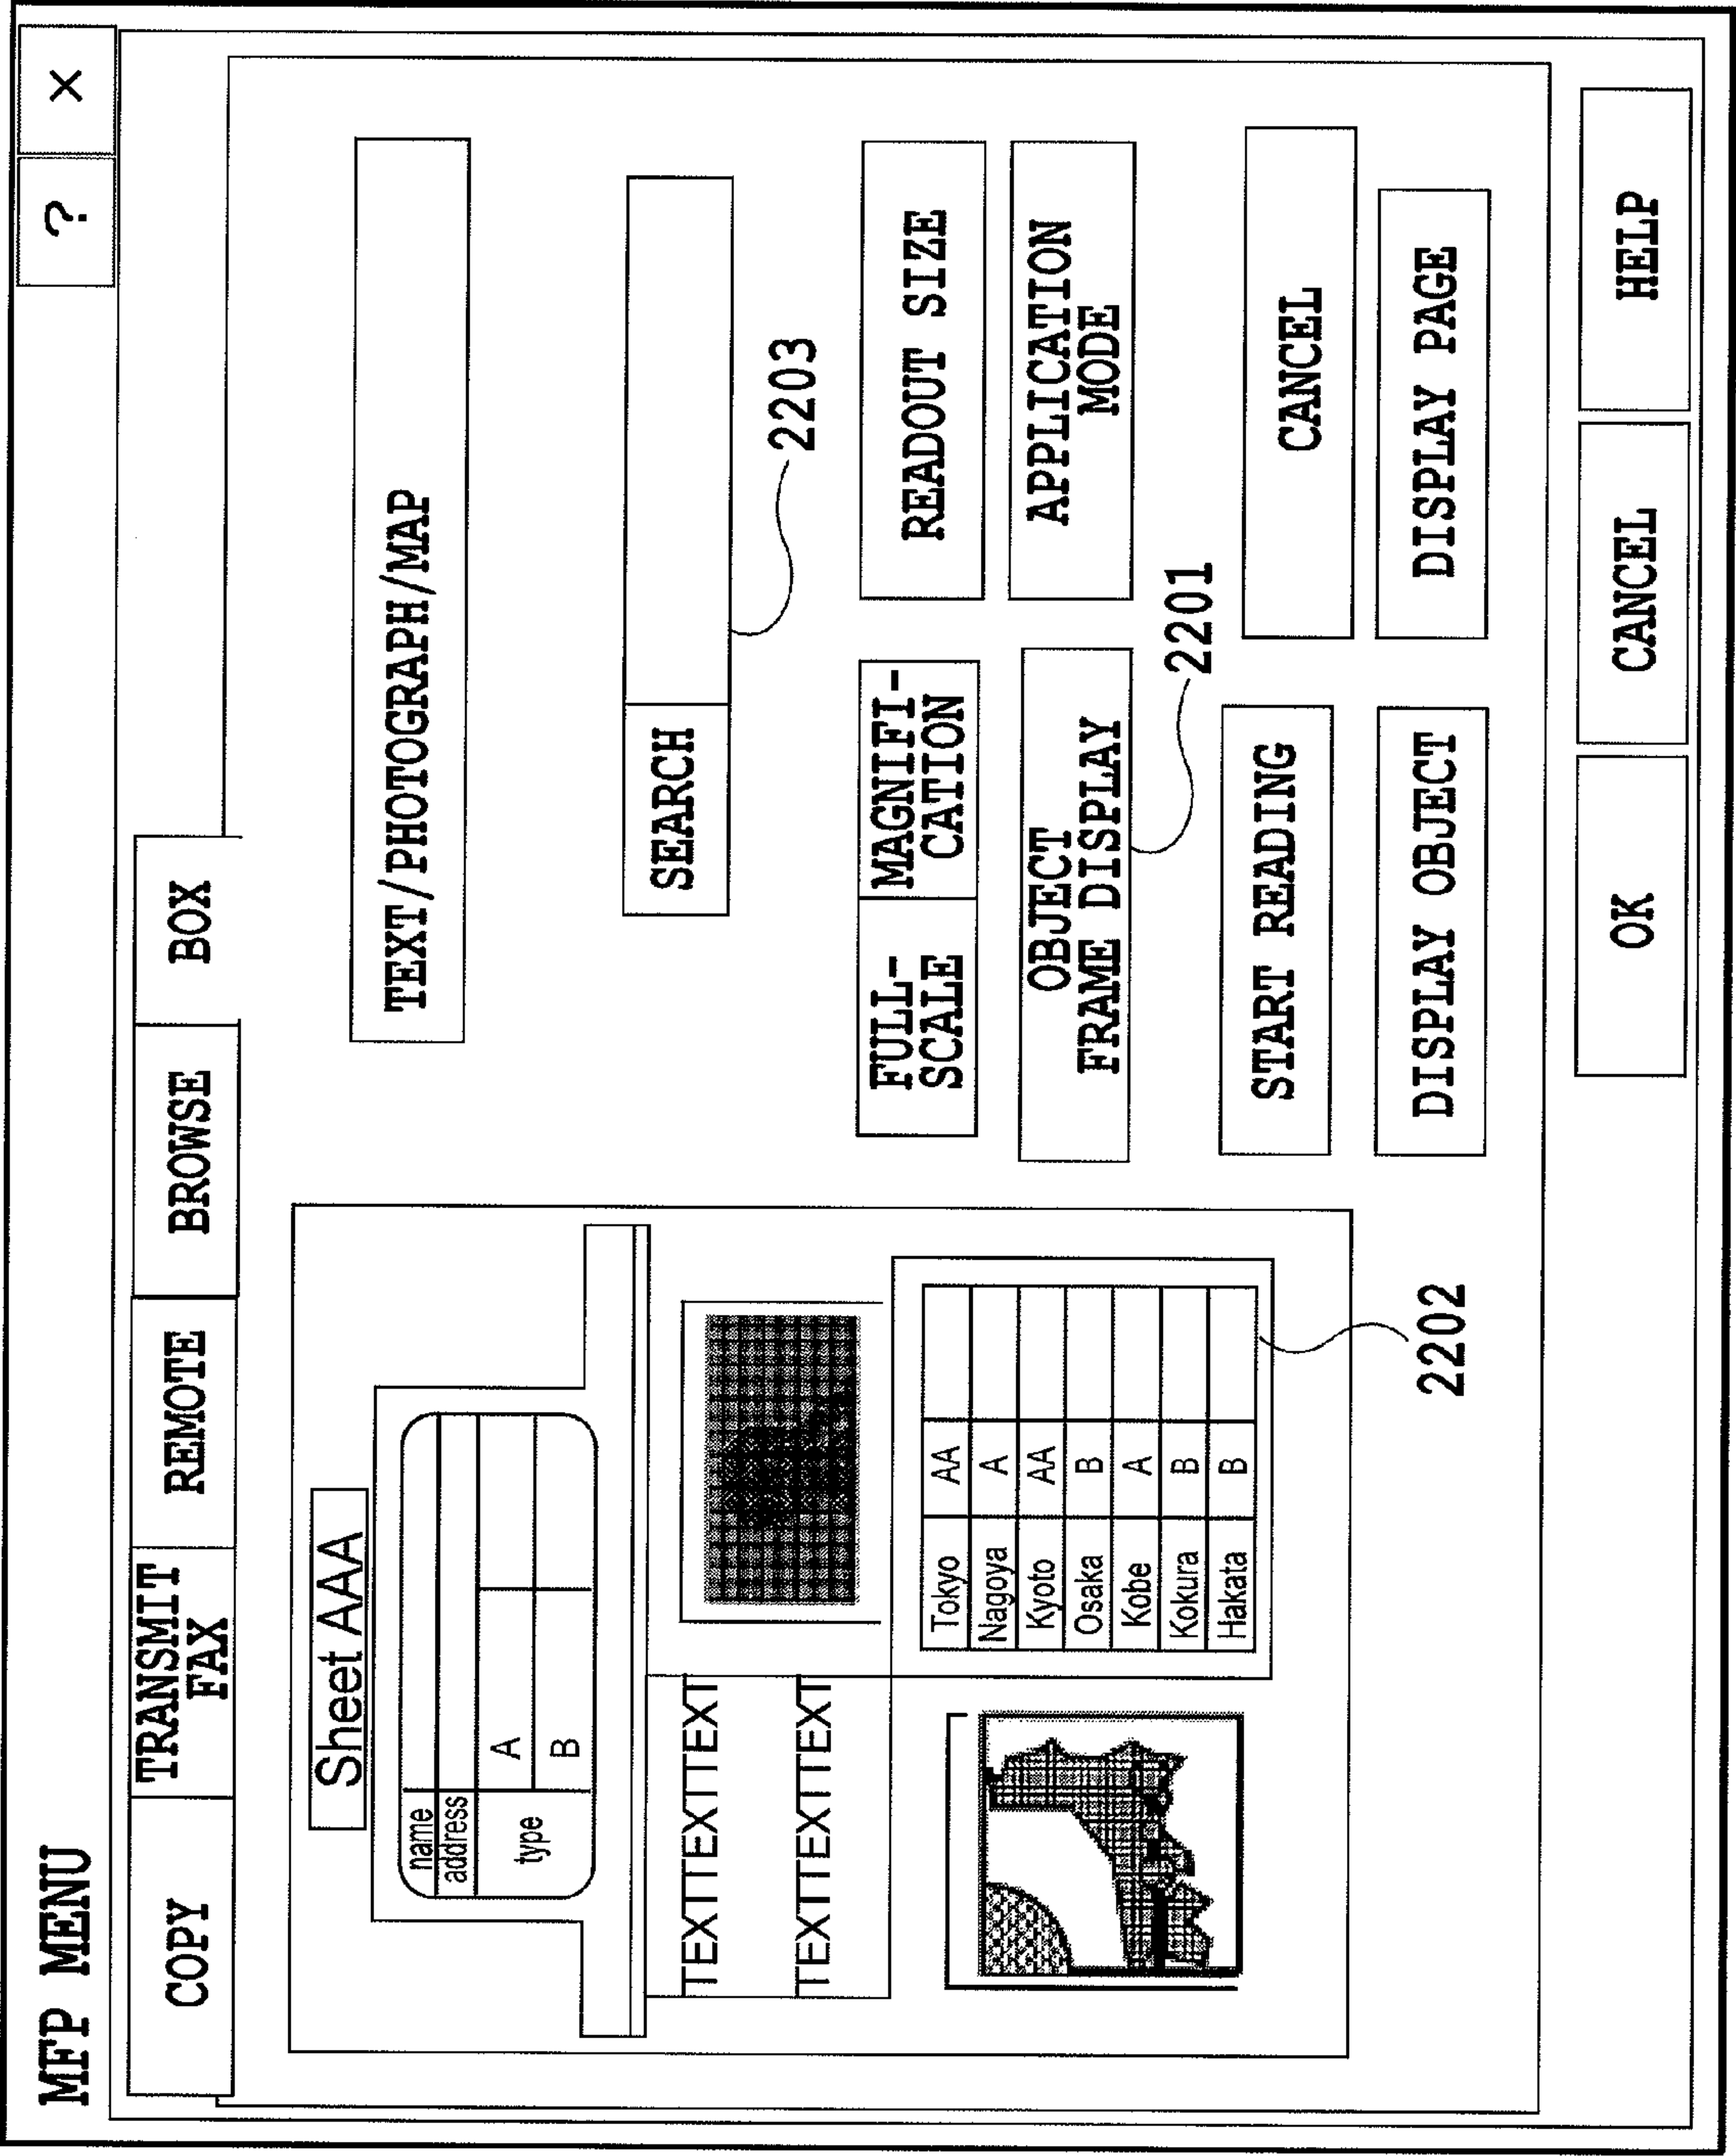 MFP MENU
? ×
COPY
TRANSMIT
FAX
REMOTE
BROWSE
BOX
Sheet AAA
name
address
type
A
B
TEXTTEXTTEXT
TEXTTEXTTEXT
Tokyo AA
Nagoya A
Kyoto AA
Osaka B
Kobe A
Kokura B
Hakata B
2202
TEXT/PHOTOGRAPH/MAP
SEARCH
2203
FULL-
SCALE
MAGNIFI-
CATION
READOUT SIZE
OBJECT
FRAME DISPLAY
APPLICATION
MODE
2201
START READING
CANCEL
DISPLAY OBJECT
DISPLAY PAGE
OK
CANCEL
HELP